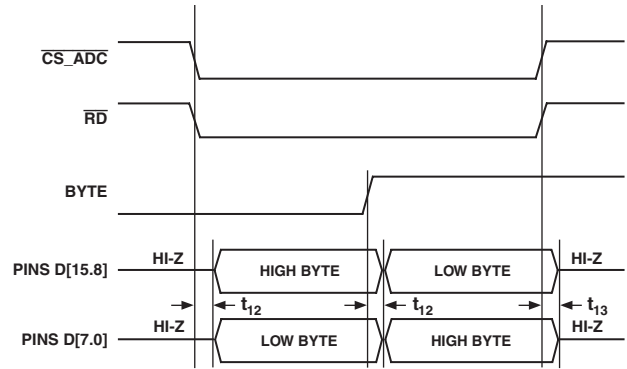 CS_ADC
RD
BYTE
PINS D[15.8]
HI-Z
HIGH BYTE
LOW BYTE
HI-Z
t12
t12
t13
PINS D[7.0]
HI-Z
LOW BYTE
HIGH BYTE
HI-Z